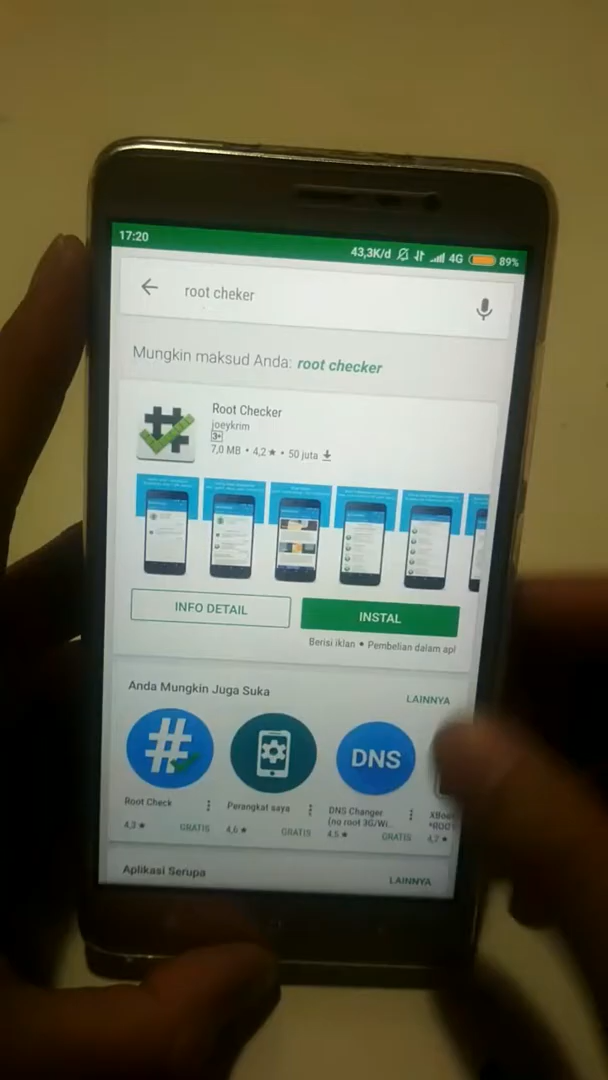 17:20
43,3K/d 4G 89%
root cheker
Mungkin maksud Anda: root checker
Root Checker
joeykrim
3+
7,0 MB • 4,2 ★ • 50 juta
INFO DETAIL
INSTAL
Berisi iklan • Pembelian dalam apl
Anda Mungkin Juga Suka
LAINNYA
DNS
Root Check
Perangkat saya
DNS Changer
(no root 3G/Wi...
4,3 ★
GRATIS
4,6 ★
GRATIS
4,5 ★
GRATIS
4,2 ★
Aplikasi Serupa
LAINNYA